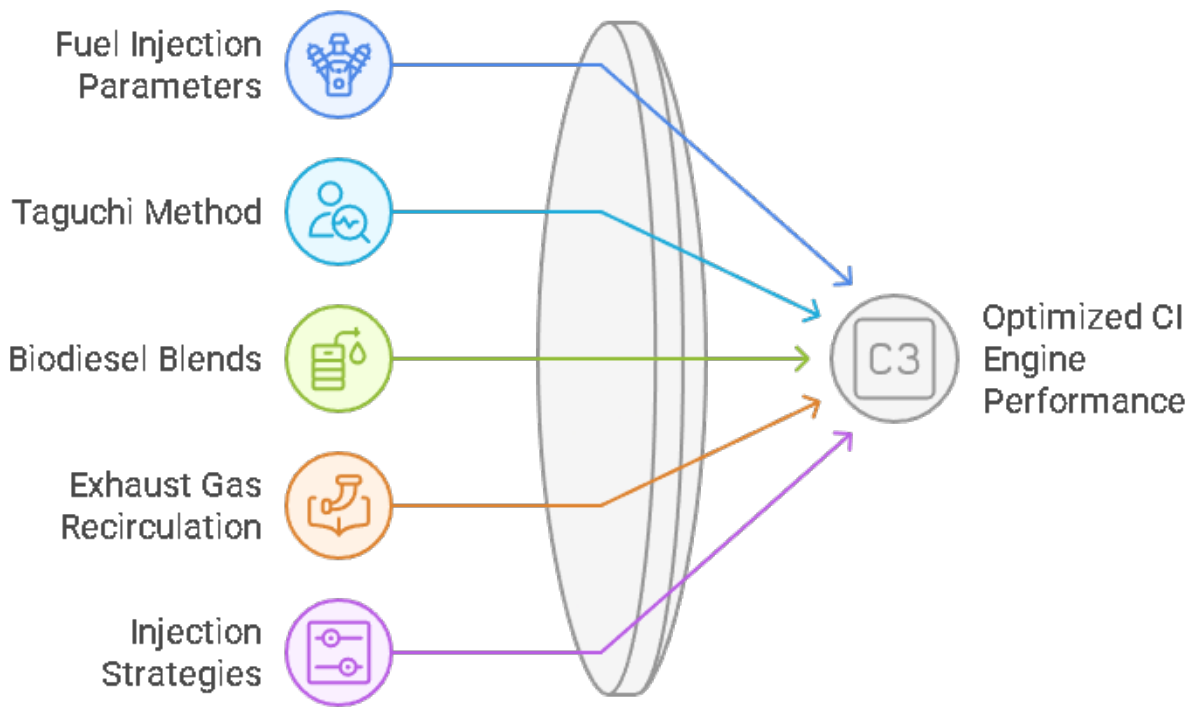 Fuel Injection
Parameters
Taguchi Method
Biodiesel Blends
Exhaust Gas
Recirculation
Injection
Strategies
C3
Optimized CI
Engine
Performance